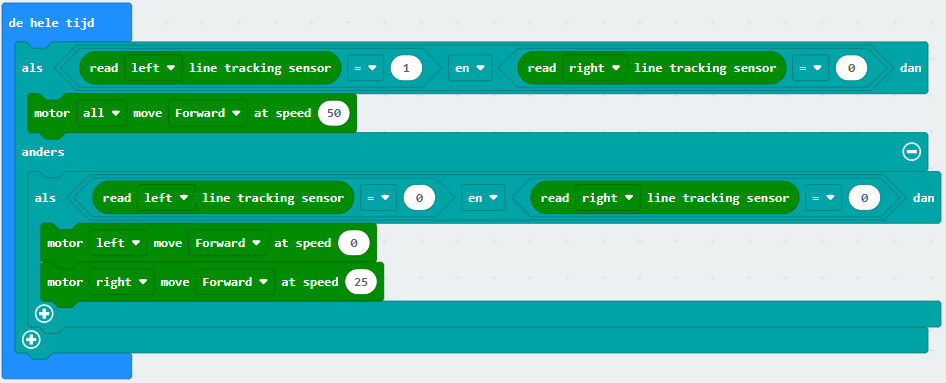 de hele tijd
als read left line tracking sensor = 1 en read right line tracking sensor = 0 dan
motor all move Forward at speed 50
anders
als read left line tracking sensor = 0 en read right line tracking sensor = 0 dan
motor left move Forward at speed 0
motor right move Forward at speed 25